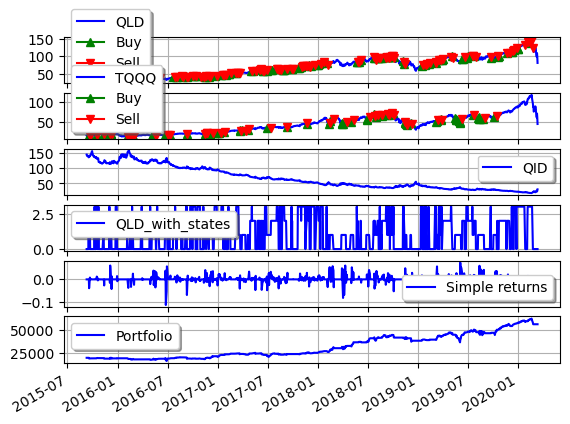 QLD
Buy
Sell
150
100
50
TQQQ
Buy
Sell
100
50
150
100
50
QID
2.5
0.0
QLD_with_states
0.0
−0.1
Simple returns
50000
25000
Portfolio
2015-07
2016-01
2016-07
2017-01
2017-07
2018-01
2018-07
2019-01
2019-07
2020-01